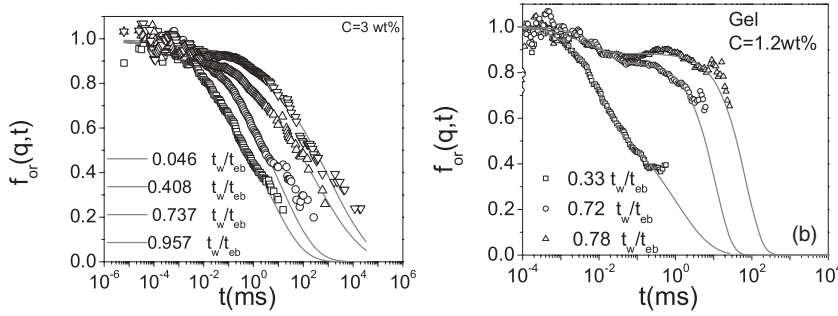 C=3 wt%
f_or(q,t)
1.0
0.8
0.6
0.4
0.2
0.0
0.046 t_w/t_eb
0.408 t_w/t_eb
0.737 t_w/t_eb
0.957 t_w/t_eb
10^-6 10^-4 10^-2 10^0 10^2 10^4 10^6
t(ms)
Gel
C=1.2wt%
f_or(q,t)
1.0
0.8
0.6
0.4
0.2
0.0
0.33 t_w/t_eb
0.72 t_w/t_eb
0.78 t_w/t_eb
(b)
10^-4 10^-2 10^0 10^2 10^4
t(ms)